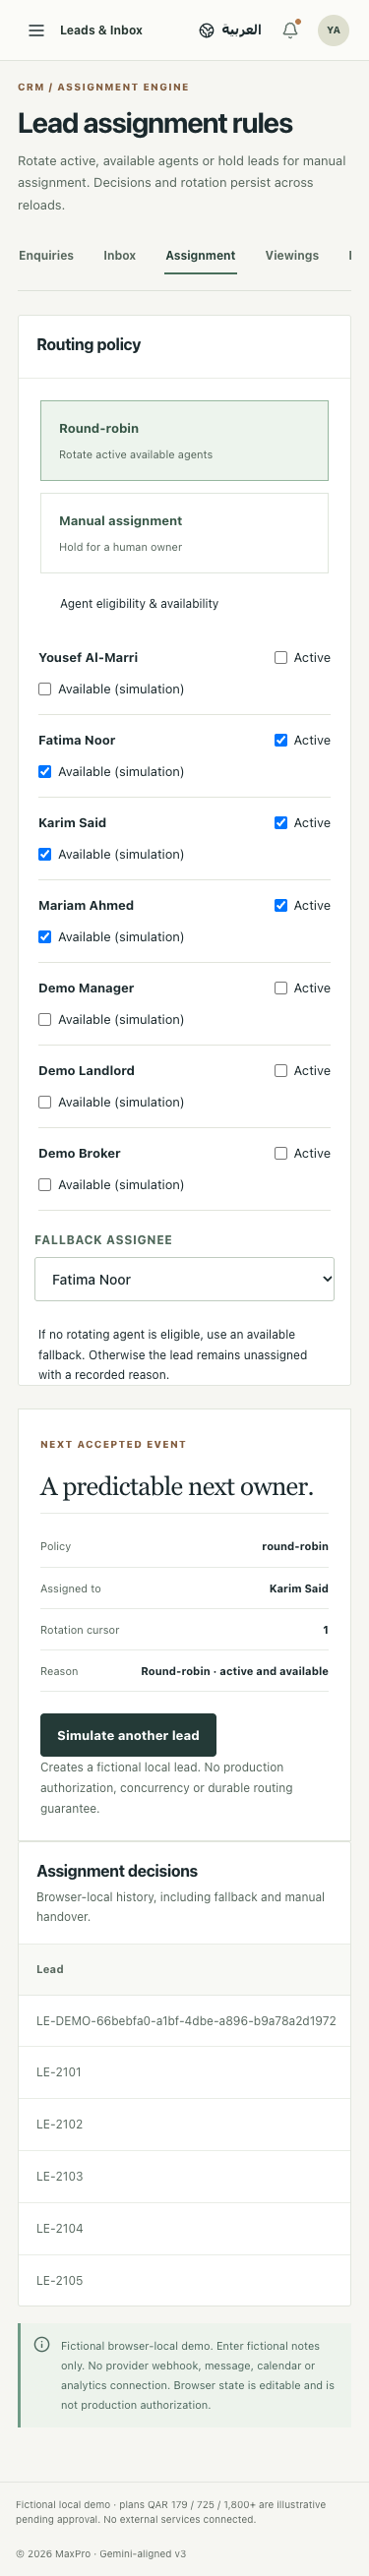 Leads & Inbox
العربية
YA
CRM / ASSIGNMENT ENGINE
Lead assignment rules
Rotate active, available agents or hold leads for manual
assignment. Decisions and rotation persist across
reloads.
Enquiries Inbox Assignment Viewings
Routing policy
Round-robin
Rotate active available agents
Manual assignment
Hold for a human owner
Agent eligibility & availability
Yousef Al-Marri Active
Available (simulation)
Fatima Noor Active
Available (simulation)
Karim Said Active
Available (simulation)
Mariam Ahmed Active
Available (simulation)
Demo Manager Active
Available (simulation)
Demo Landlord Active
Available (simulation)
Demo Broker Active
Available (simulation)
FALLBACK ASSIGNEE
Fatima Noor
If no rotating agent is eligible, use an available
fallback. Otherwise the lead remains unassigned
with a recorded reason.
NEXT ACCEPTED EVENT
A predictable next owner.
Policy round-robin
Assigned to Karim Said
Rotation cursor 1
Reason Round-robin · active and available
Simulate another lead
Creates a fictional local lead. No production
authorization, concurrency or durable routing
guarantee.
Assignment decisions
Browser-local history, including fallback and manual
handover.
Lead
LE-DEMO-66bebfa0-a1bf-4dbe-a896-b9a78a2d1972
LE-2101
LE-2102
LE-2103
LE-2104
LE-2105
Fictional browser-local demo. Enter fictional notes
only. No provider webhook, message, calendar or
analytics connection. Browser state is editable and is
not production authorization.
Fictional local demo · plans QAR 179 / 725 / 1,800+ are illustrative
pending approval. No external services connected.
© 2026 MaxPro · Gemini-aligned v3